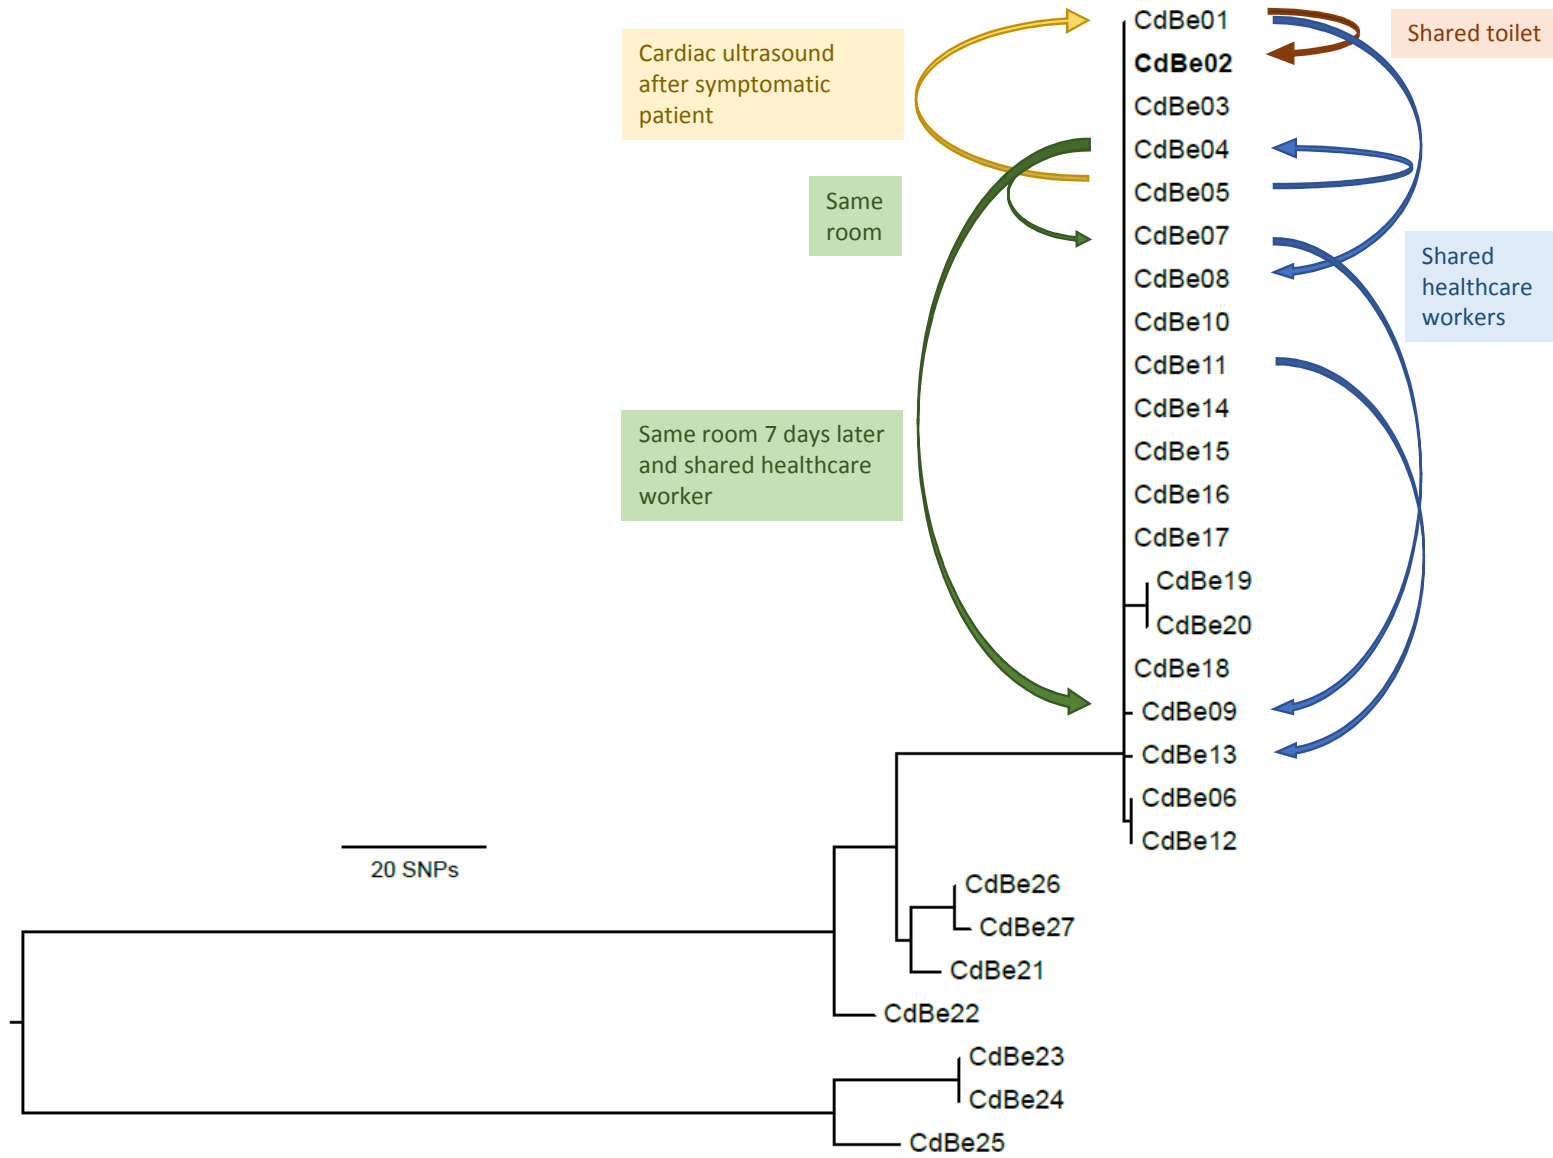 Cardiac ultrasound
after symptomatic
patient
Same
room
Same room 7 days later
and shared healthcare
worker
20 SNPs
CdBe01
CdBe02
CdBe03
CdBe04
CdBe05
CdBe07
CdBe08
CdBe10
CdBe11
CdBe14
CdBe15
CdBe16
CdBe17
CdBe19
CdBe20
CdBe18
CdBe09
CdBe13
CdBe06
CdBe12
CdBe26
CdBe27
CdBe21
CdBe22
CdBe23
CdBe24
CdBe25
Shared toilet
Shared
healthcare
workers